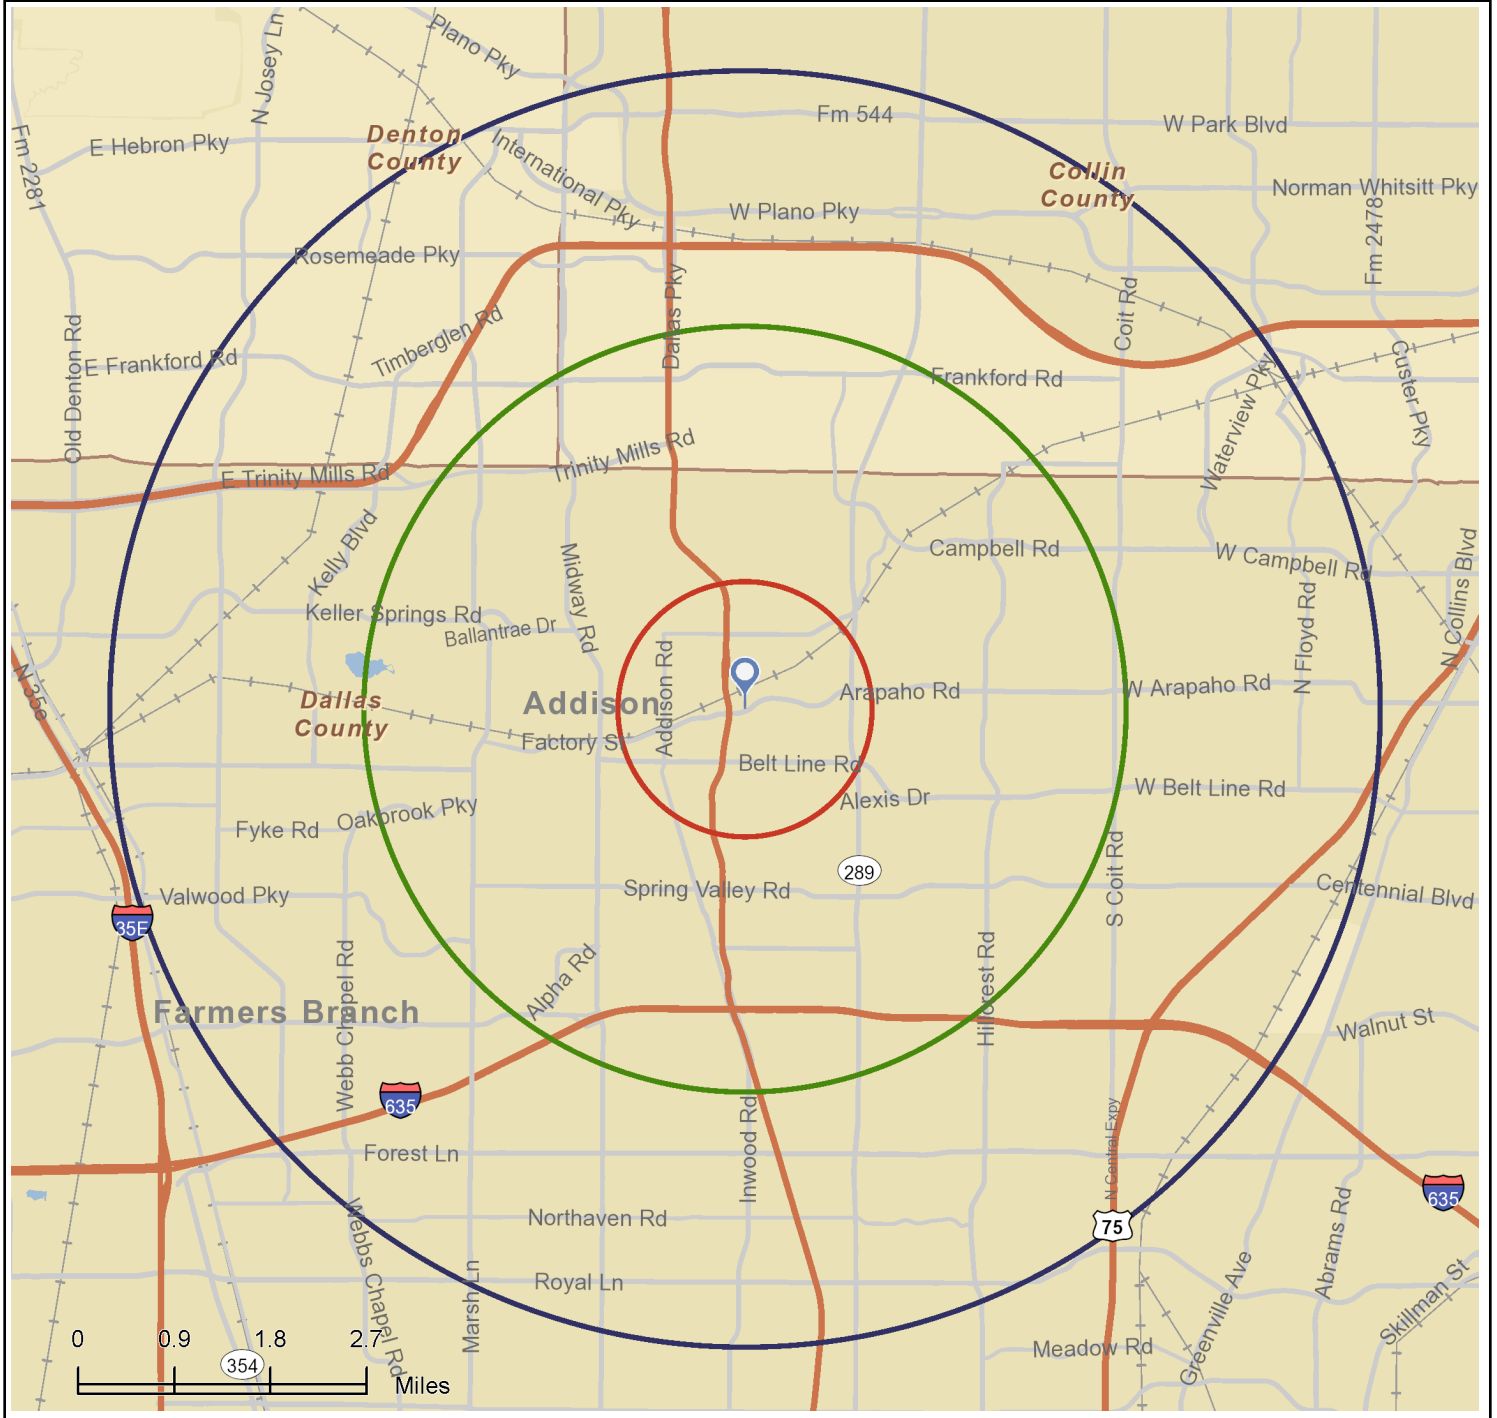 Plano Pky
N Josey Ln
Fm 544
W Park Blvd
Denton
County
E Hebron Pky
Fm 2281
International Pky
Collin
County
Norman Whitsitt Pky
W Plano Pky
Fm 2478
Rosemeade Pky
Dallas Pky
Coit Rd
Old Denton Rd
Timberglen Rd
E Frankford Rd
Frankford Rd
Waterview Pky
Custer Pky
Trinity Mills Rd
E Trinity Mills Rd
Kelly Blvd
Midway Rd
Campbell Rd
W Campbell Rd
N Collins Blvd
Keller Springs Rd
Ballantrae Dr
N Floyd Rd
Addison Rd
N 35e
Arapaho Rd
W Arapaho Rd
Addison
Dallas
County
Factory St
Belt Line Rd
W Belt Line Rd
Alexis Dr
Oakbrook Pky
Fyke Rd
289
S Coit Rd
Spring Valley Rd
Centennial Blvd
Valwood Pky
35E
Webb Chapel Rd
Alpha Rd
Hillcrest Rd
Farmers Branch
Walnut St
635
Inwood Rd
N Central Expy
Forest Ln
635
Abrams Rd
Northaven Rd
75
Webbs Chapel Rd
Marsh Ln
Royal Ln
Greenville Ave
Skillman St
Meadow Rd
0 0.9 1.8 2.7
354
Miles